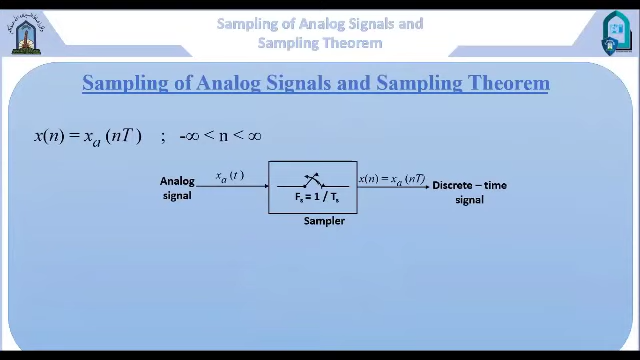 Sampling of Analog Signals and
Sampling Theorem
Sampling of Analog Signals and Sampling Theorem
x(n) = xₐ (nT) ; -∞ < n < ∞
Analog
signal
xₐ (t)
Fₛ = 1 / Tₛ
Sampler
x(n) = xₐ (nT)
Discrete – time
signal